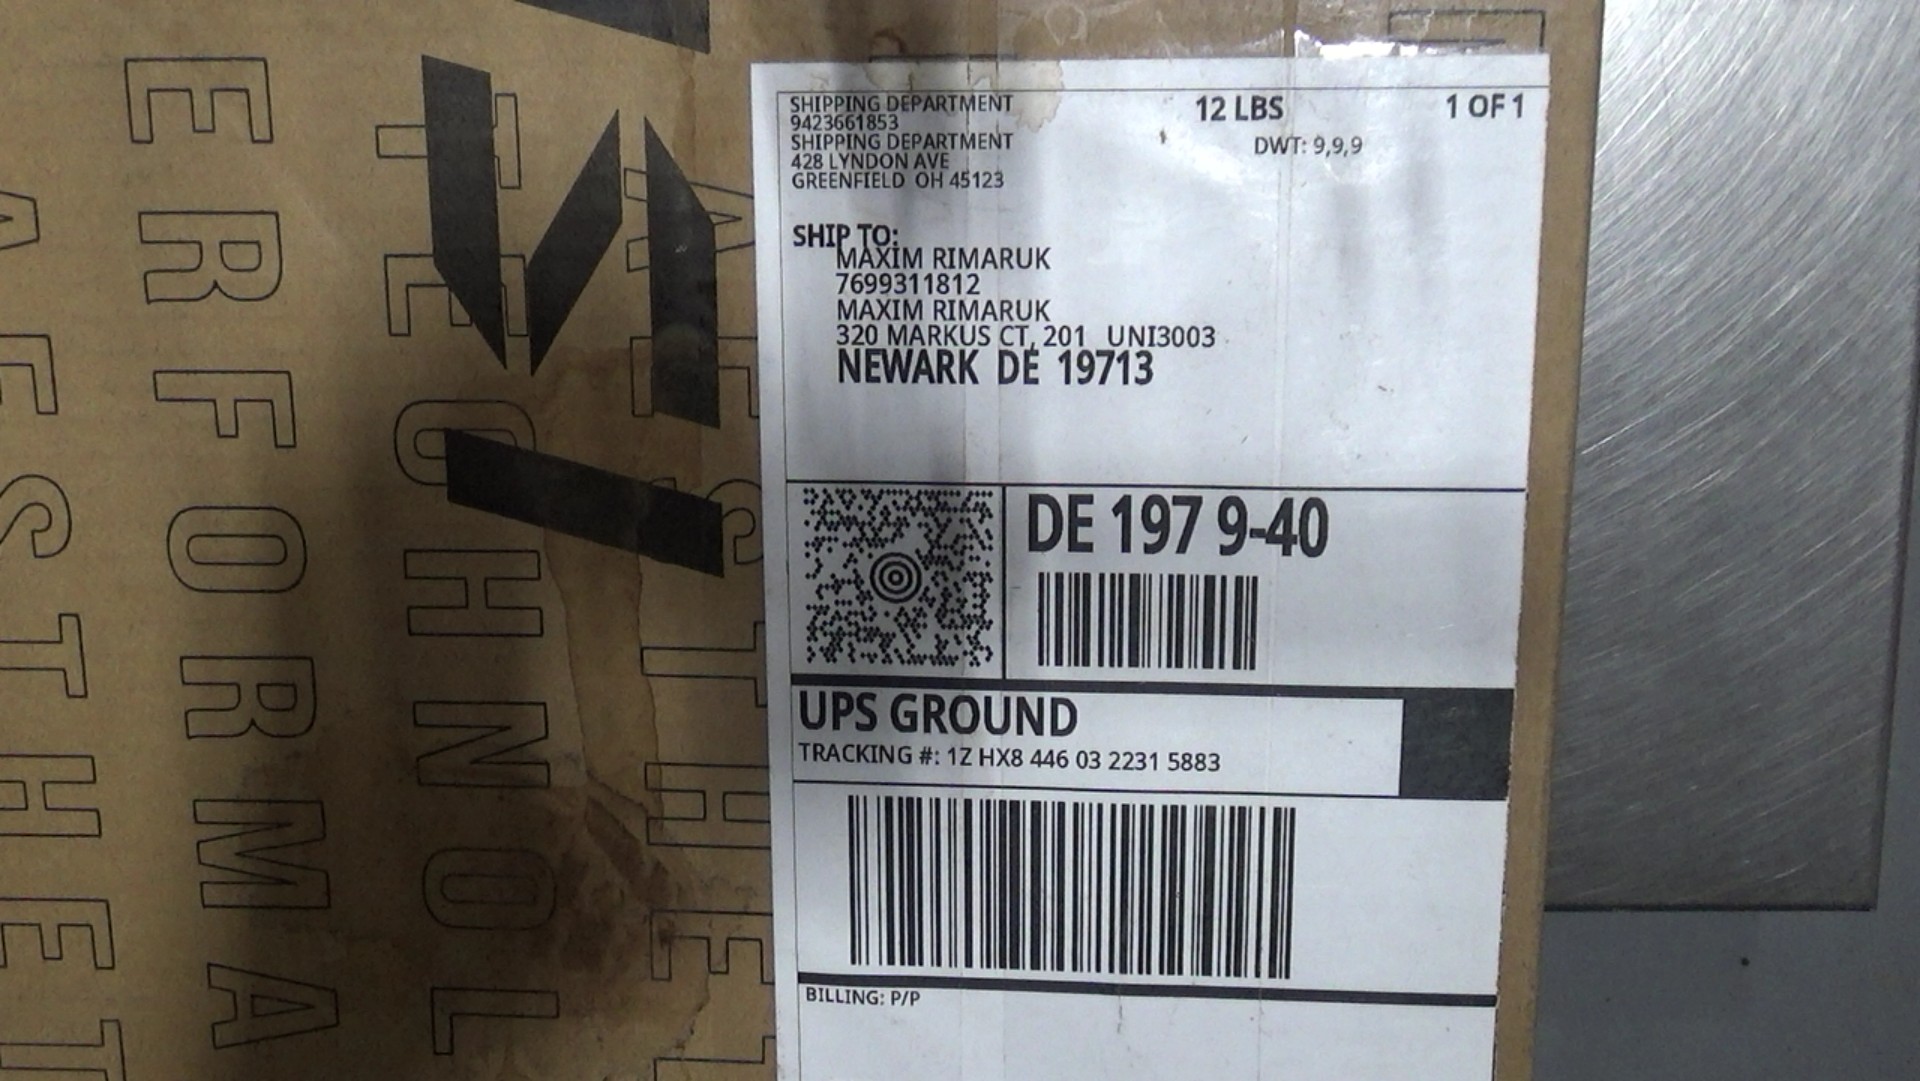 SHIPPING DEPARTMENT
9423661853
SHIPPING DEPARTMENT
428 LYNDON AVE
GREENFIELD OH 45123
12 LBS
1 OF 1
DWT: 9,9,9
SHIP TO:
MAXIM RIMARUK
7699311812
MAXIM RIMARUK
320 MARKUS CT, 201 UNI3003
NEWARK DE 19713
DE 197 9-40
UPS GROUND
TRACKING #: 1Z HX8 446 03 2231 5883
BILLING: P/P
ERFORMA